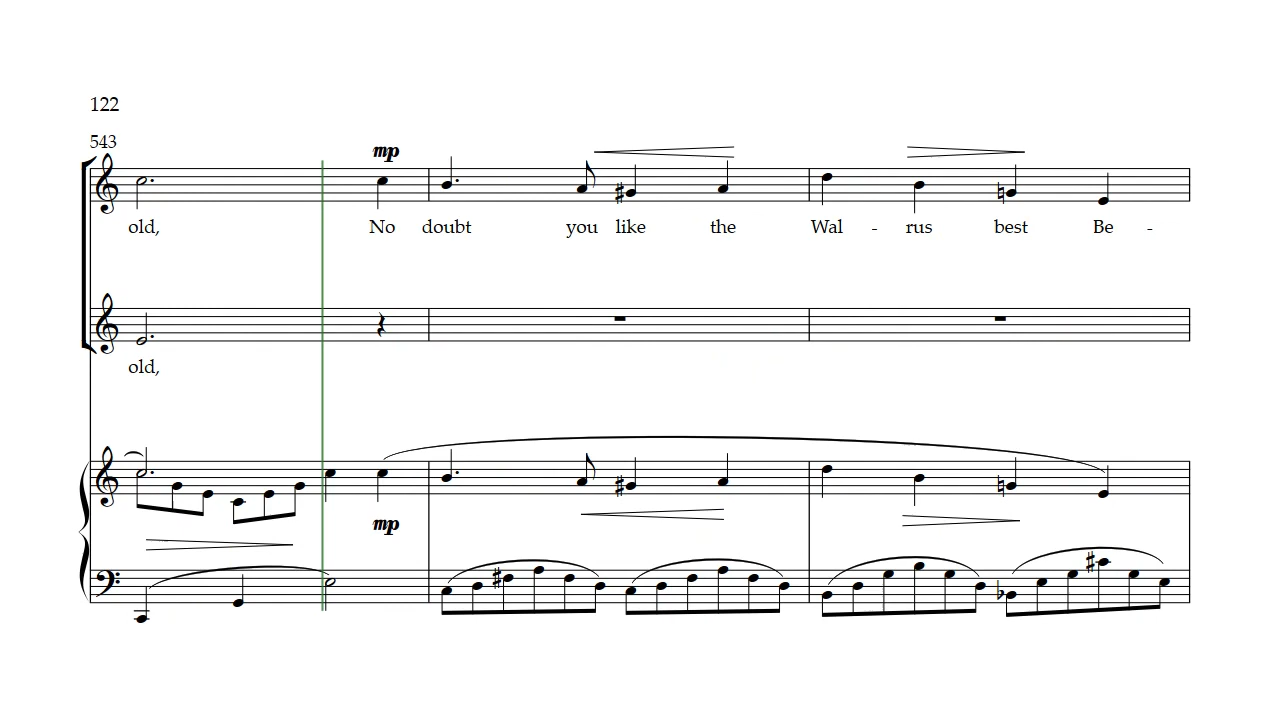 122
543
mp
old, No doubt you like the Wal - rus best Be -
old,
mp